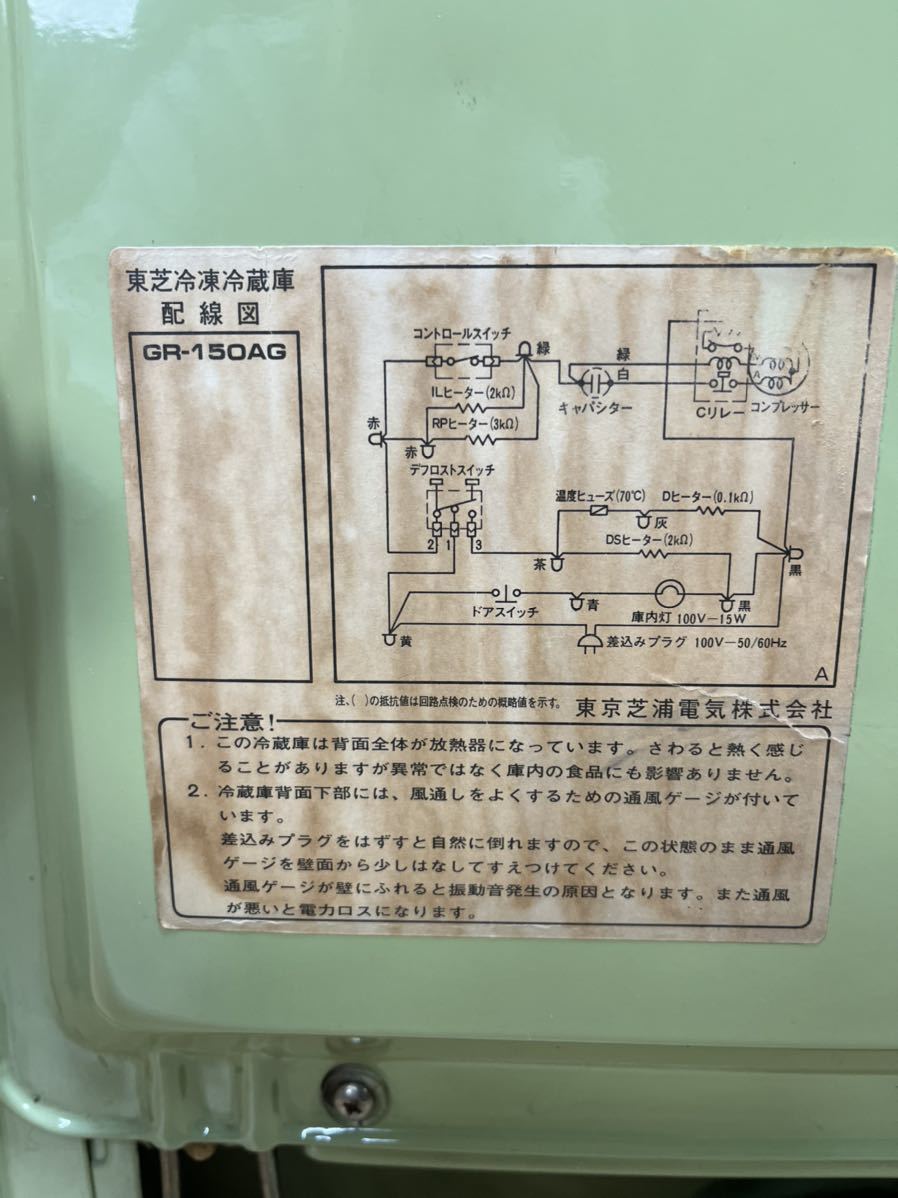 東芝冷凍冷蔵庫
配線図
GR-150AG
コントロールスイッチ
緑
緑
白
ILヒーター(2kΩ)
キャパシター
A
Cリレー
コンプレッサー
赤
RPヒーター(3kΩ)
赤
デフロストスイッチ
温度ヒューズ(70℃)
Dヒーター(0.1kΩ)
灰
2 1 3
DSヒーター(2kΩ)
茶
黒
ドアスイッチ
青
黒
庫内灯 100V-15W
黄
差込みプラグ 100V-50/60Hz
A
注、( )の抵抗値は回路点検のための概略値を示す。
東京芝浦電気株式会社
ご注意!
1. この冷蔵庫は背面全体が放熱器になっています。さわると熱く感じ
ることがありますが異常ではなく庫内の食品にも影響ありません。
2. 冷蔵庫背面下部には、風通しをよくするための通風ゲージが付いて
います。
差込みプラグをはずすと自然に倒れますので、この状態のまま通風
ゲージを壁面から少しはなしてすえつけてください。
通風ゲージが壁にふれると振動音発生の原因となります。また通風
が悪いと電力ロスになります。